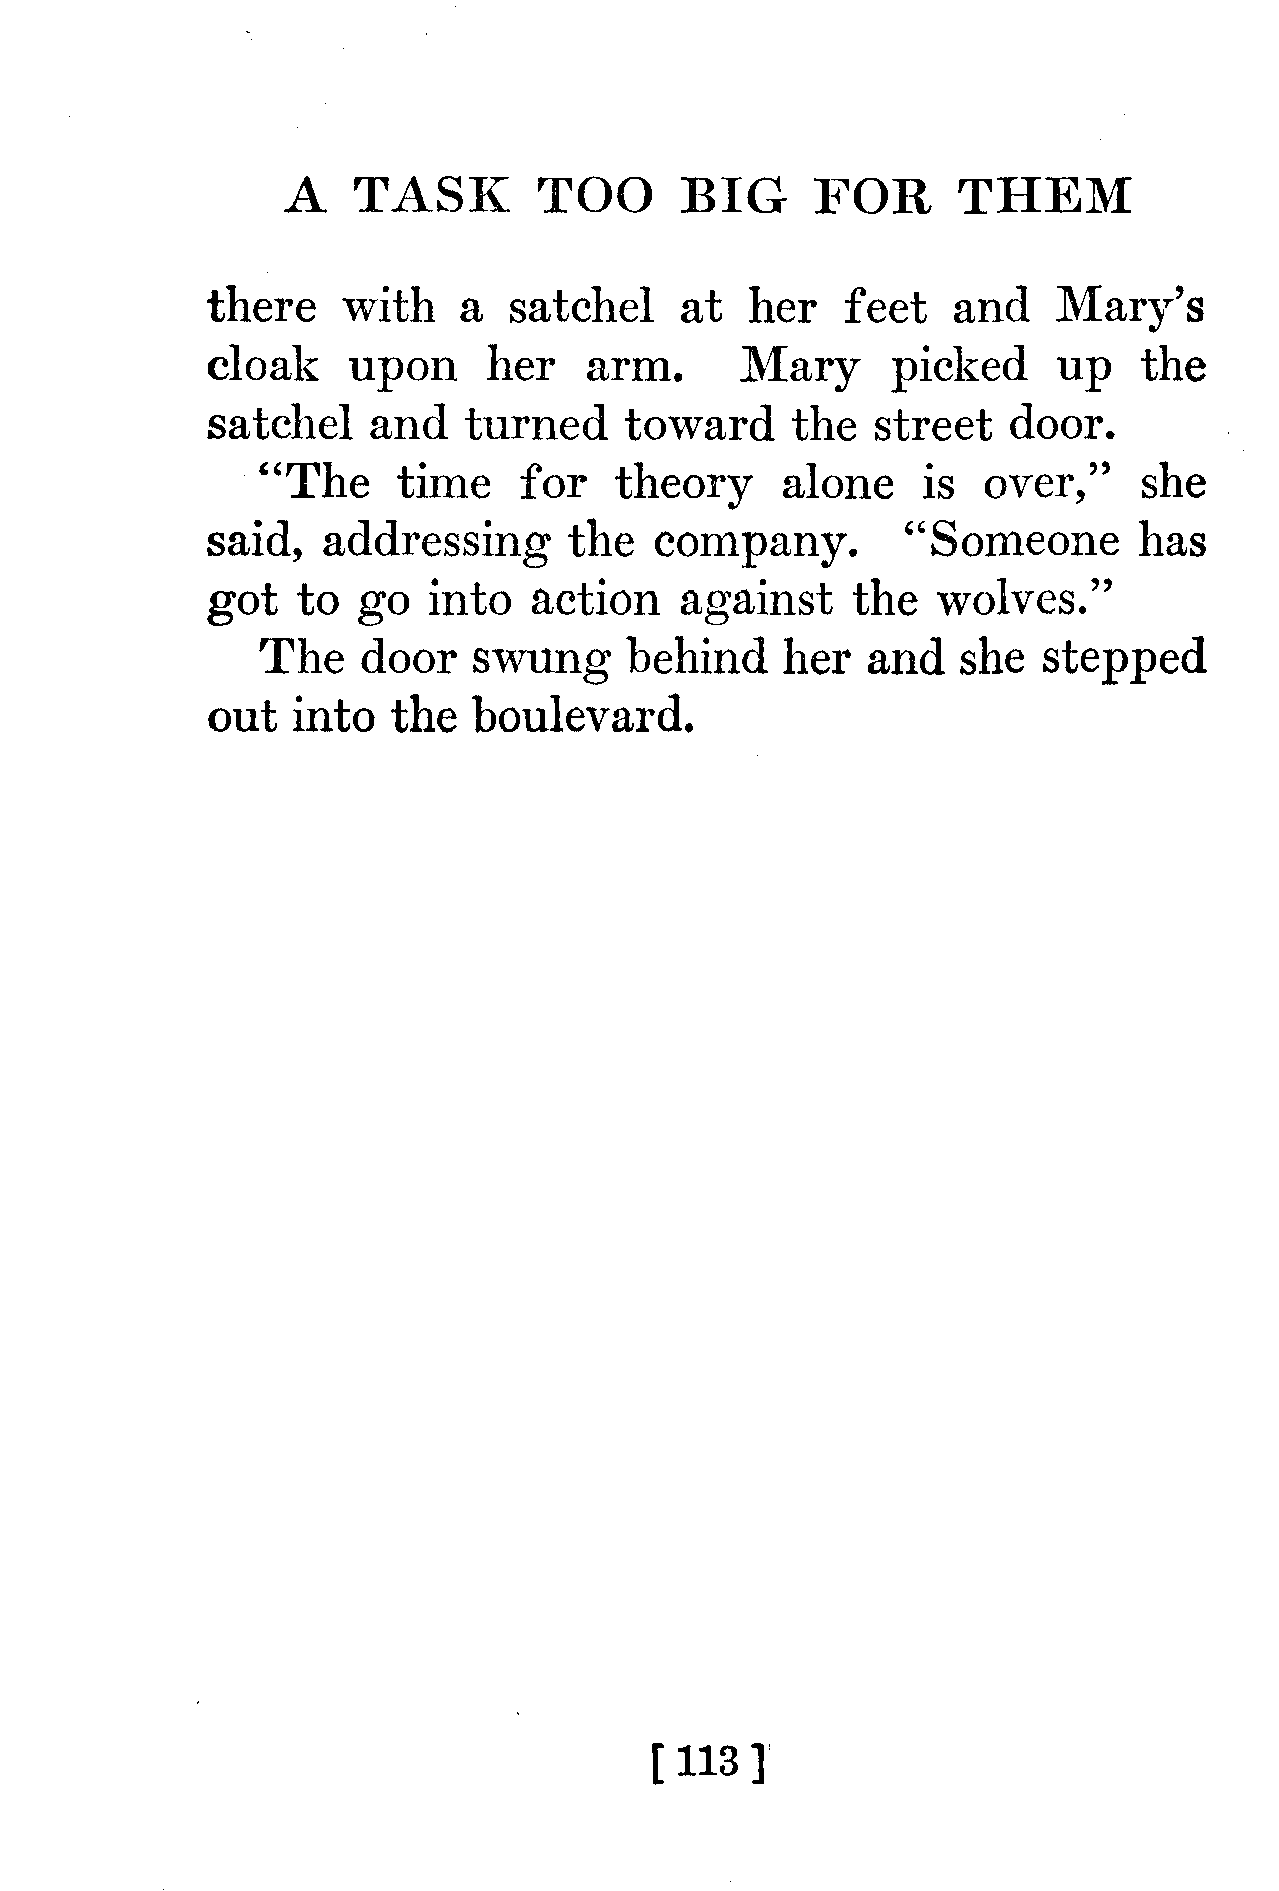 A TASK TOO BIG FOR THEM
there with a satchel at her feet and Mary's
cloak upon her arm. Mary picked up the
satchel and turned toward the street door.
"The time for theory alone is over," she
said, addressing the company. "Someone has
got to go into action against the wolves."
The door swung behind her and she stepped
out into the boulevard.
[ 113 ]